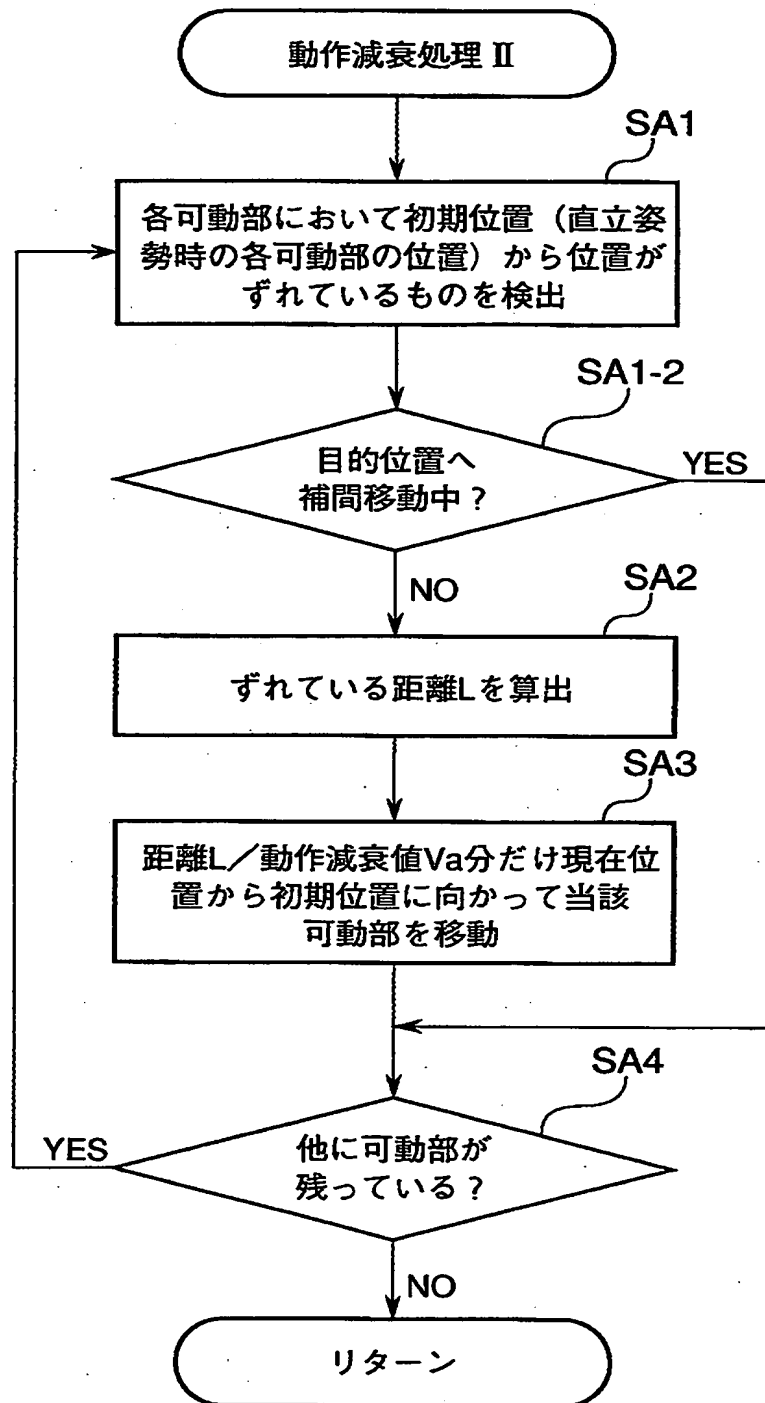 動作減衰処理 Ⅱ
SA1
各可動部において初期位置（直立姿
勢時の各可動部の位置）から位置が
ずれているものを検出
SA1-2
目的位置へ
補間移動中？
YES
NO
SA2
ずれている距離Lを算出
SA3
距離L／動作減衰値Va分だけ現在位
置から初期位置に向かって当該
可動部を移動
SA4
YES
他に可動部が
残っている？
NO
リターン